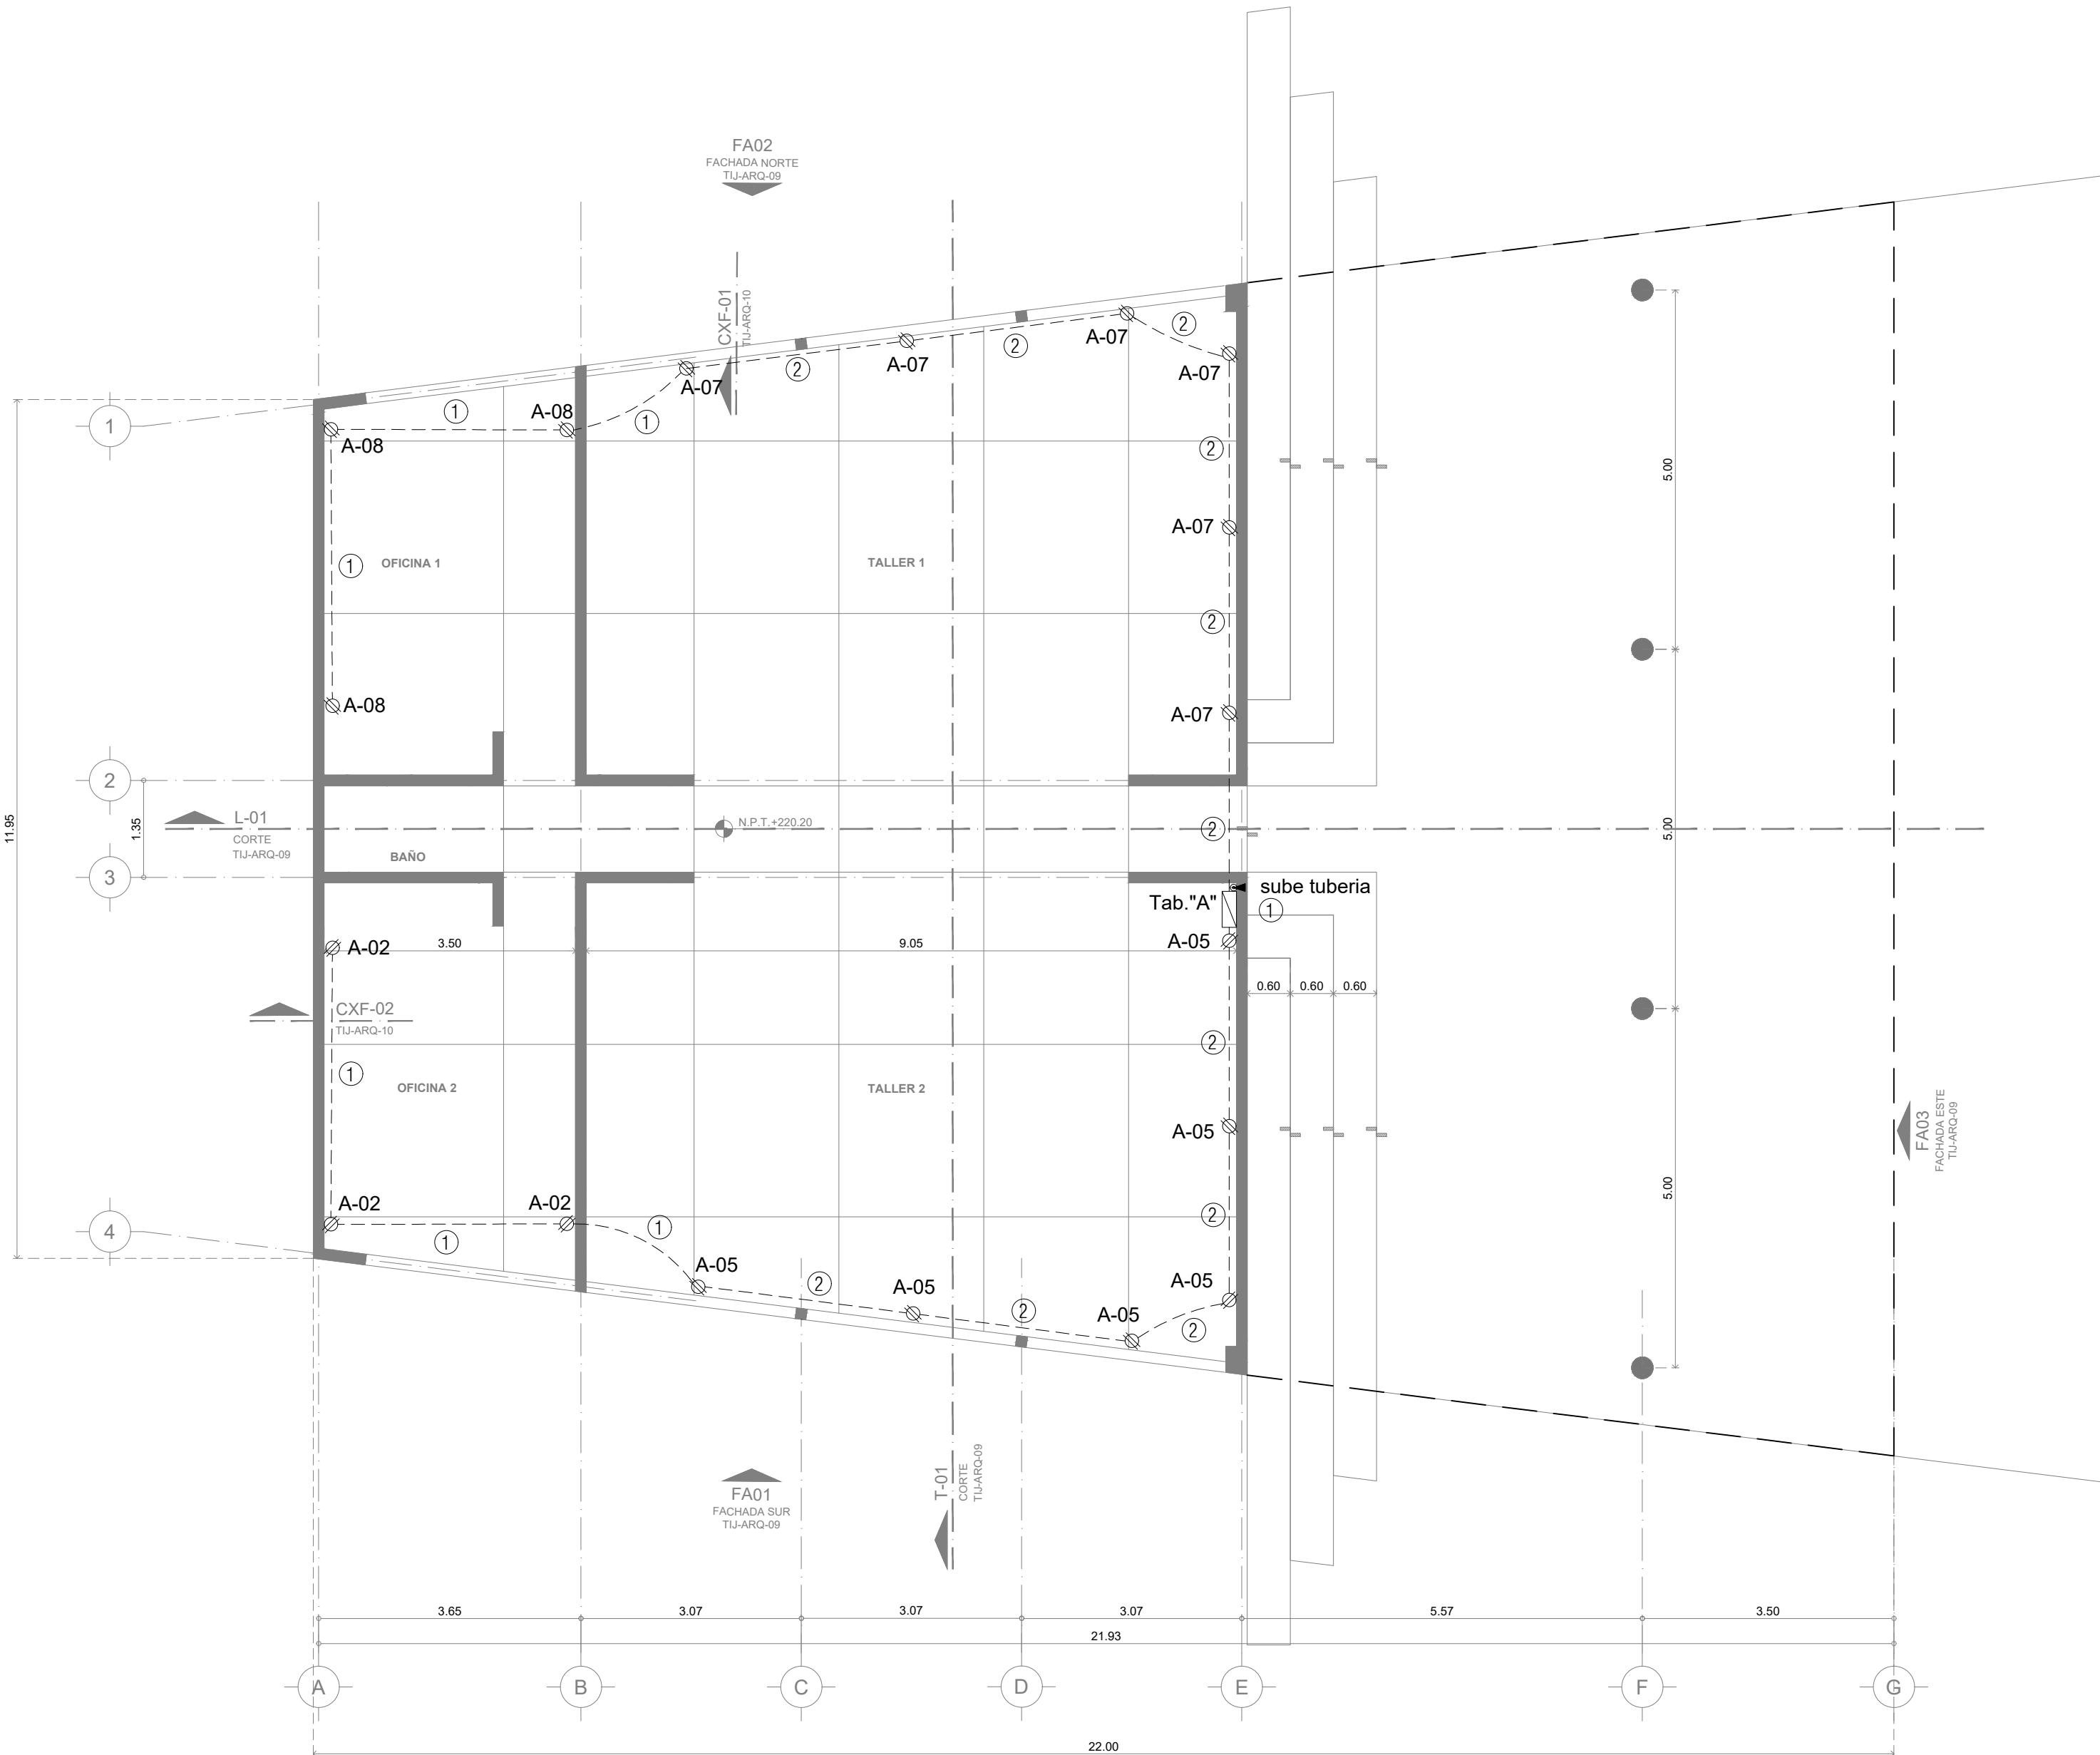 FA02
FACHADA NORTE
TIJ-ARQ-09
CXF-01
TIJ-ARQ-10
2
A-07
2
A-07
2
A-07
A-07
1
A-08
1
1
A-08
A-07
2
5.00
A-07
OFICINA 1
TALLER 1
1
2
A-08
A-07
2
L-01
CORTE
TIJ-ARQ-09
11.95
1.35
N.P.T.+220.20
2
5.00
BAÑO
3
sube tuberia
Tab."A"
1
A-02
3.50
9.05
A-05
0.60
0.60
0.60
CXF-02
TIJ-ARQ-10
2
1
OFICINA 2
TALLER 2
A-05
FA03
FACHADA ESTE
TIJ-ARQ-09
5.00
A-02
A-02
2
4
1
1
A-05
2
A-05
2
A-05
A-05
2
FA01
FACHADA SUR
TIJ-ARQ-09
T-01
CORTE
TIJ-ARQ-09
3.65
3.07
3.07
3.07
5.57
3.50
21.93
A
B
C
D
E
F
G
22.00